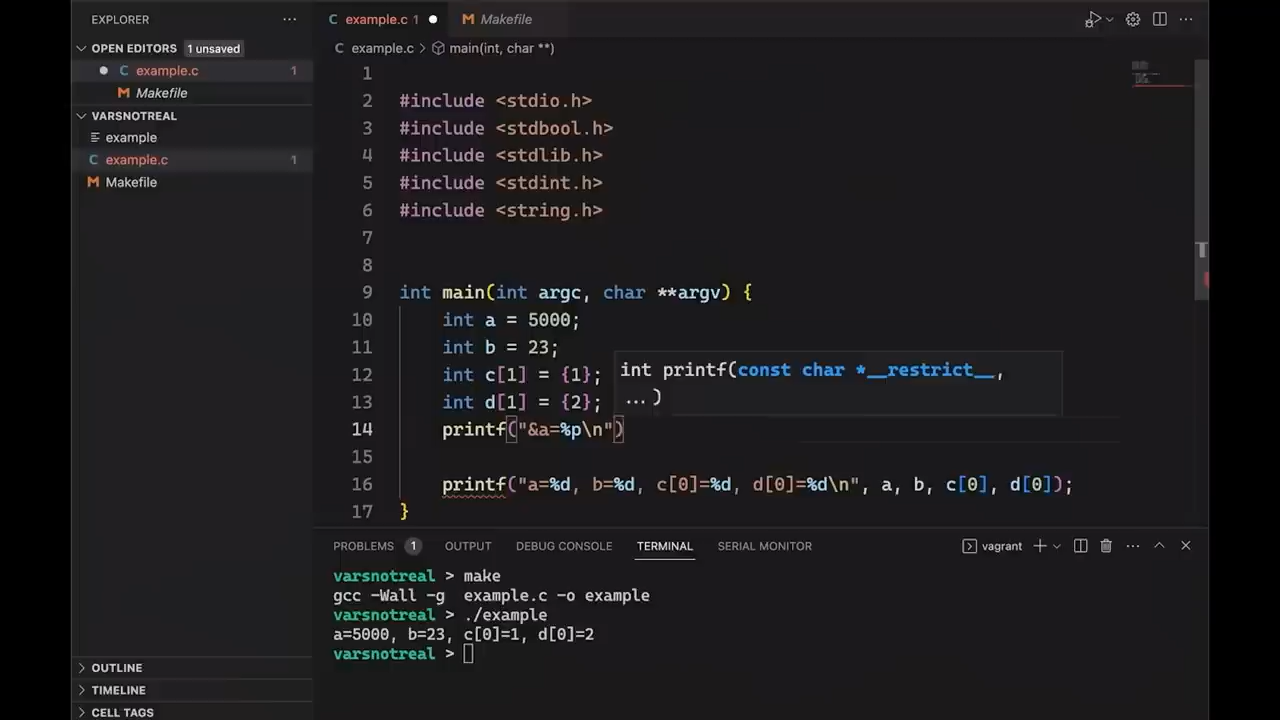 EXPLORER
OPEN EDITORS 1 unsaved
C example.c 1
M Makefile
VARSNOTREAL
example
C example.c 1
M Makefile
OUTLINE
TIMELINE
CELL TAGS
C example.c 1 M Makefile
C example.c > main(int, char **)
1
2 #include <stdio.h>
3 #include <stdbool.h>
4 #include <stdlib.h>
5 #include <stdint.h>
6 #include <string.h>
7
8
9 int main(int argc, char **argv) {
10 int a = 5000;
11 int b = 23;
12 int c[1] = {1};
13 int d[1] = {2};
14 printf("&a=%p\n")
15
16 printf("a=%d, b=%d, c[0]=%d, d[0]=%d\n", a, b, c[0], d[0]);
17 }
int printf(const char *__restrict__,
...)
PROBLEMS 1 OUTPUT DEBUG CONSOLE TERMINAL SERIAL MONITOR vagrant
varsnotreal > make
gcc -Wall -g example.c -o example
varsnotreal > ./example
a=5000, b=23, c[0]=1, d[0]=2
varsnotreal >